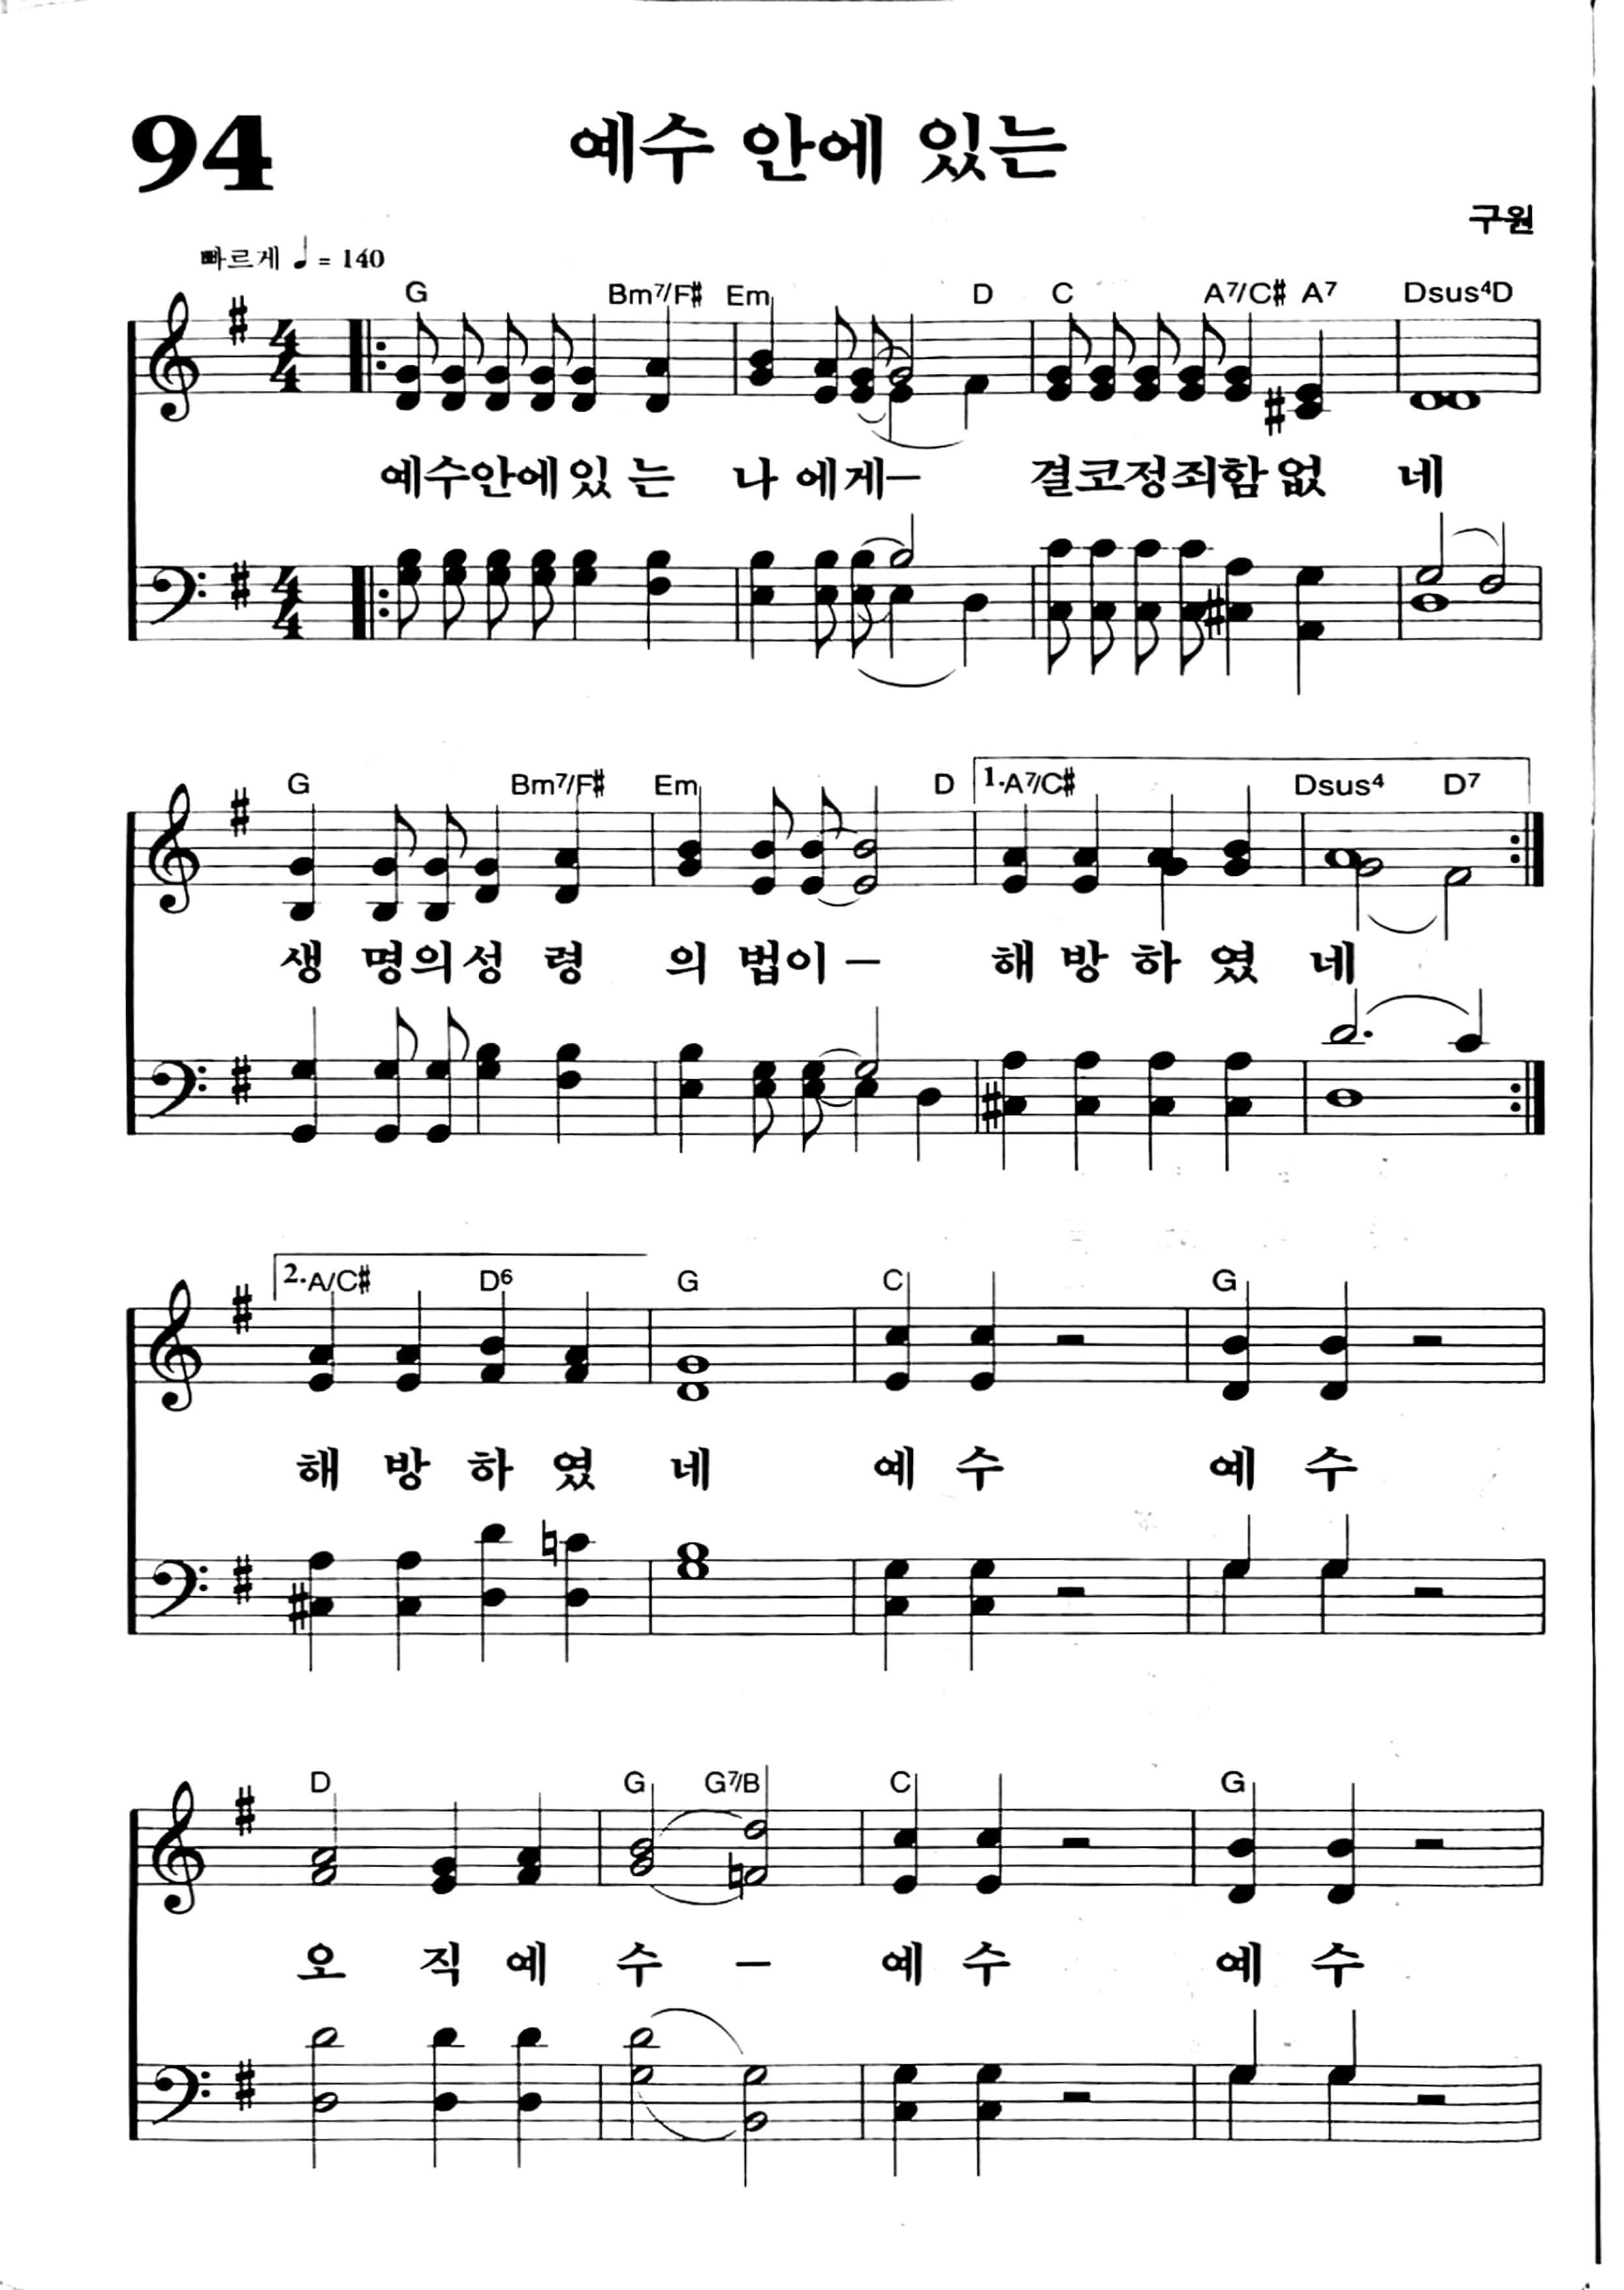 94
예수 안에 있는
구원
빠르게 ♩ = 140
G Bm7/F# Em D C A7/C# A7 Dsus4 D
예수안에있 는 나 에게— 결코정죄함 없 네
G Bm7/F# Em D 1. A7/C# Dsus4 D7
생 명의성 령 의 법이— 해 방 하 였 네
2. A/C# D6 G C G
해 방 하 였 네 예 수 예 수
D G G7/B C G
오 직 예 수 — 예 수 예 수